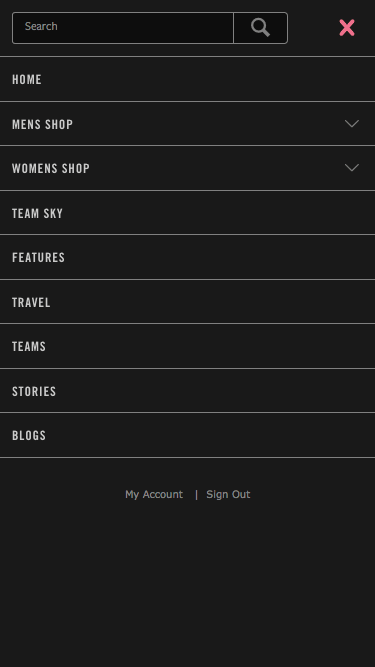 Search
HOME
MENS SHOP
WOMENS SHOP
TEAM SKY
FEATURES
TRAVEL
TEAMS
STORIES
BLOGS
My Account | Sign Out